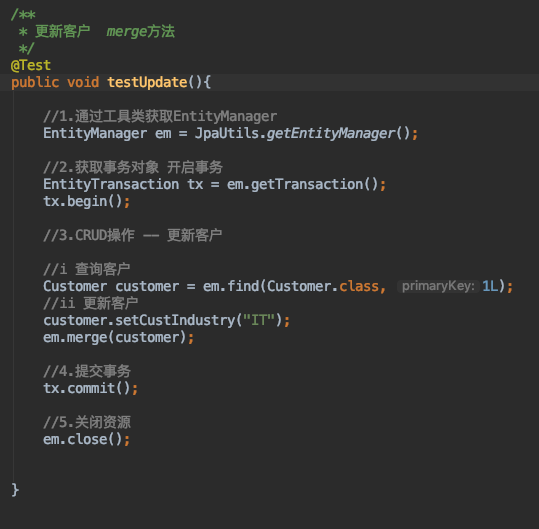 /**
 * 更新客户  merge方法
 */
@Test
public void testUpdate(){
//1.通过工具类获取EntityManager
EntityManager em = JpaUtils.getEntityManager();
//2.获取事务对象 开启事务
EntityTransaction tx = em.getTransaction();
tx.begin();
//3.CRUD操作 —— 更新客户
//i 查询客户
Customer customer = em.find(Customer.class, primaryKey: 1L);
//ii 更新客户
customer.setCustIndustry("IT");
em.merge(customer);
//4.提交事务
tx.commit();
//5.关闭资源
em.close();
}